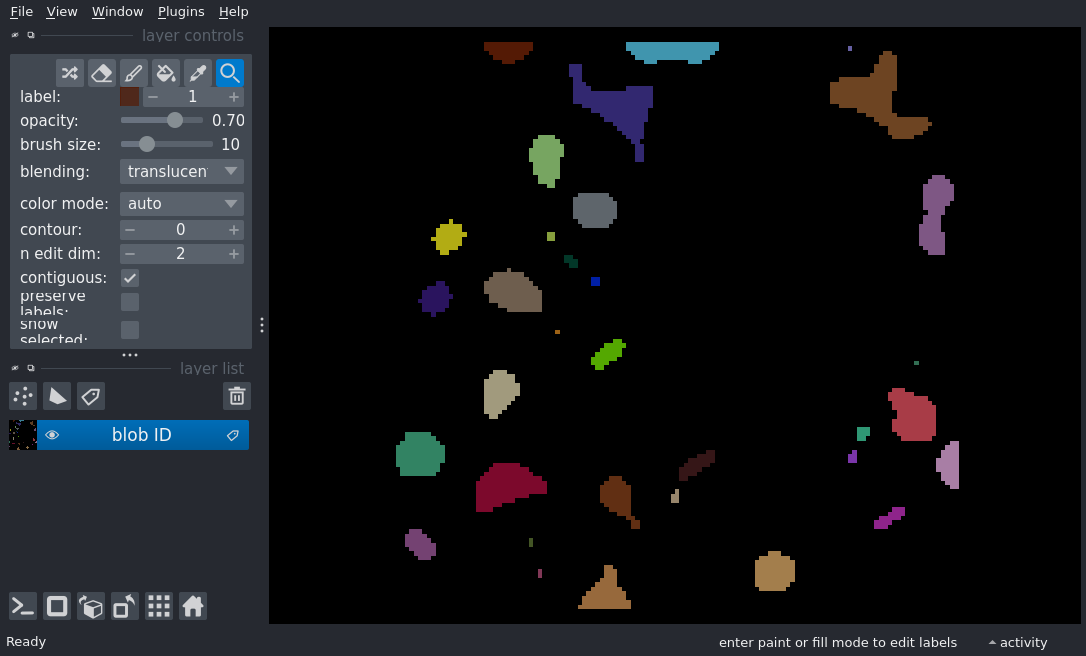 File View Window Plugins Help
layer controls
label: 1
opacity: 0.70
brush size: 10
blending: translucen
color mode: auto
contour: 0
n edit dim: 2
contiguous:
preserve
labels:
show
selected:
layer list
blob ID
Ready enter paint or fill mode to edit labels activity